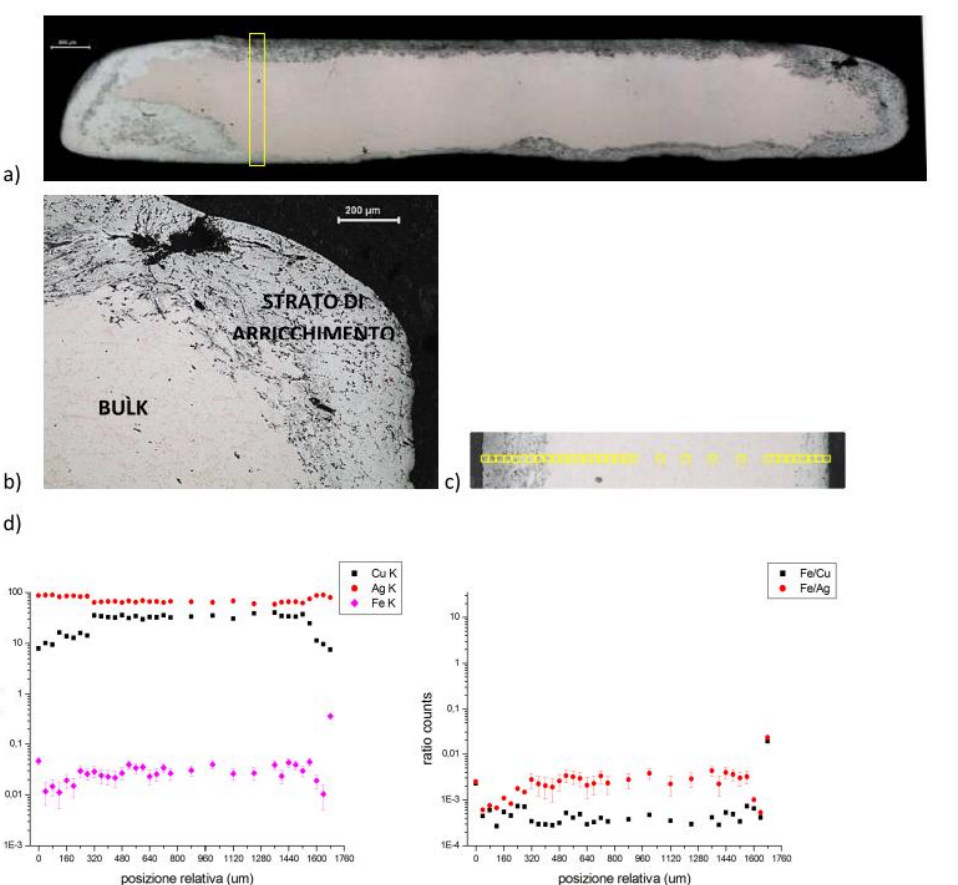 a)
200 µm
STRATO DI
ARRICCHIMENTO
BULK
b)
c)
d)
Cu K
Ag K
Fe K
100
10
1
0,1
0,01
1E-3
0 160 320 480 640 800 960 1120 1280 1440 1600 1760
posizione relativa (um)
Fe/Cu
Fe/Ag
ratio counts
10
1
0,1
0,01
1E-3
1E-4
0 160 320 480 640 800 960 1120 1280 1440 1600 1760
posizione relativa (um)